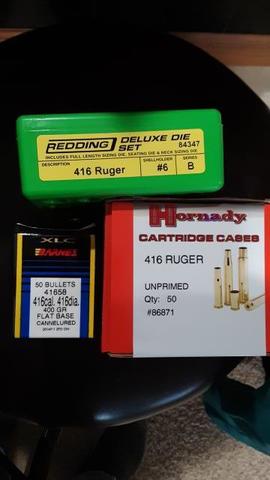 REDDING
DELUXE DIE SET
84347
INCLUDES FULL LENGTH SIZING DIE, SEATING DIE & NECK SIZING DIE
DESCRIPTION
416 Ruger
SHELLHOLDER
#6
SERIES
B
XLC
BARNES
50 BULLETS
41658
416cal. .416dia.
400 GR
FLAT BASE
CANNELURED
Hornady
CARTRIDGE CASES
416 RUGER
UNPRIMED
Qty: 50
#86871